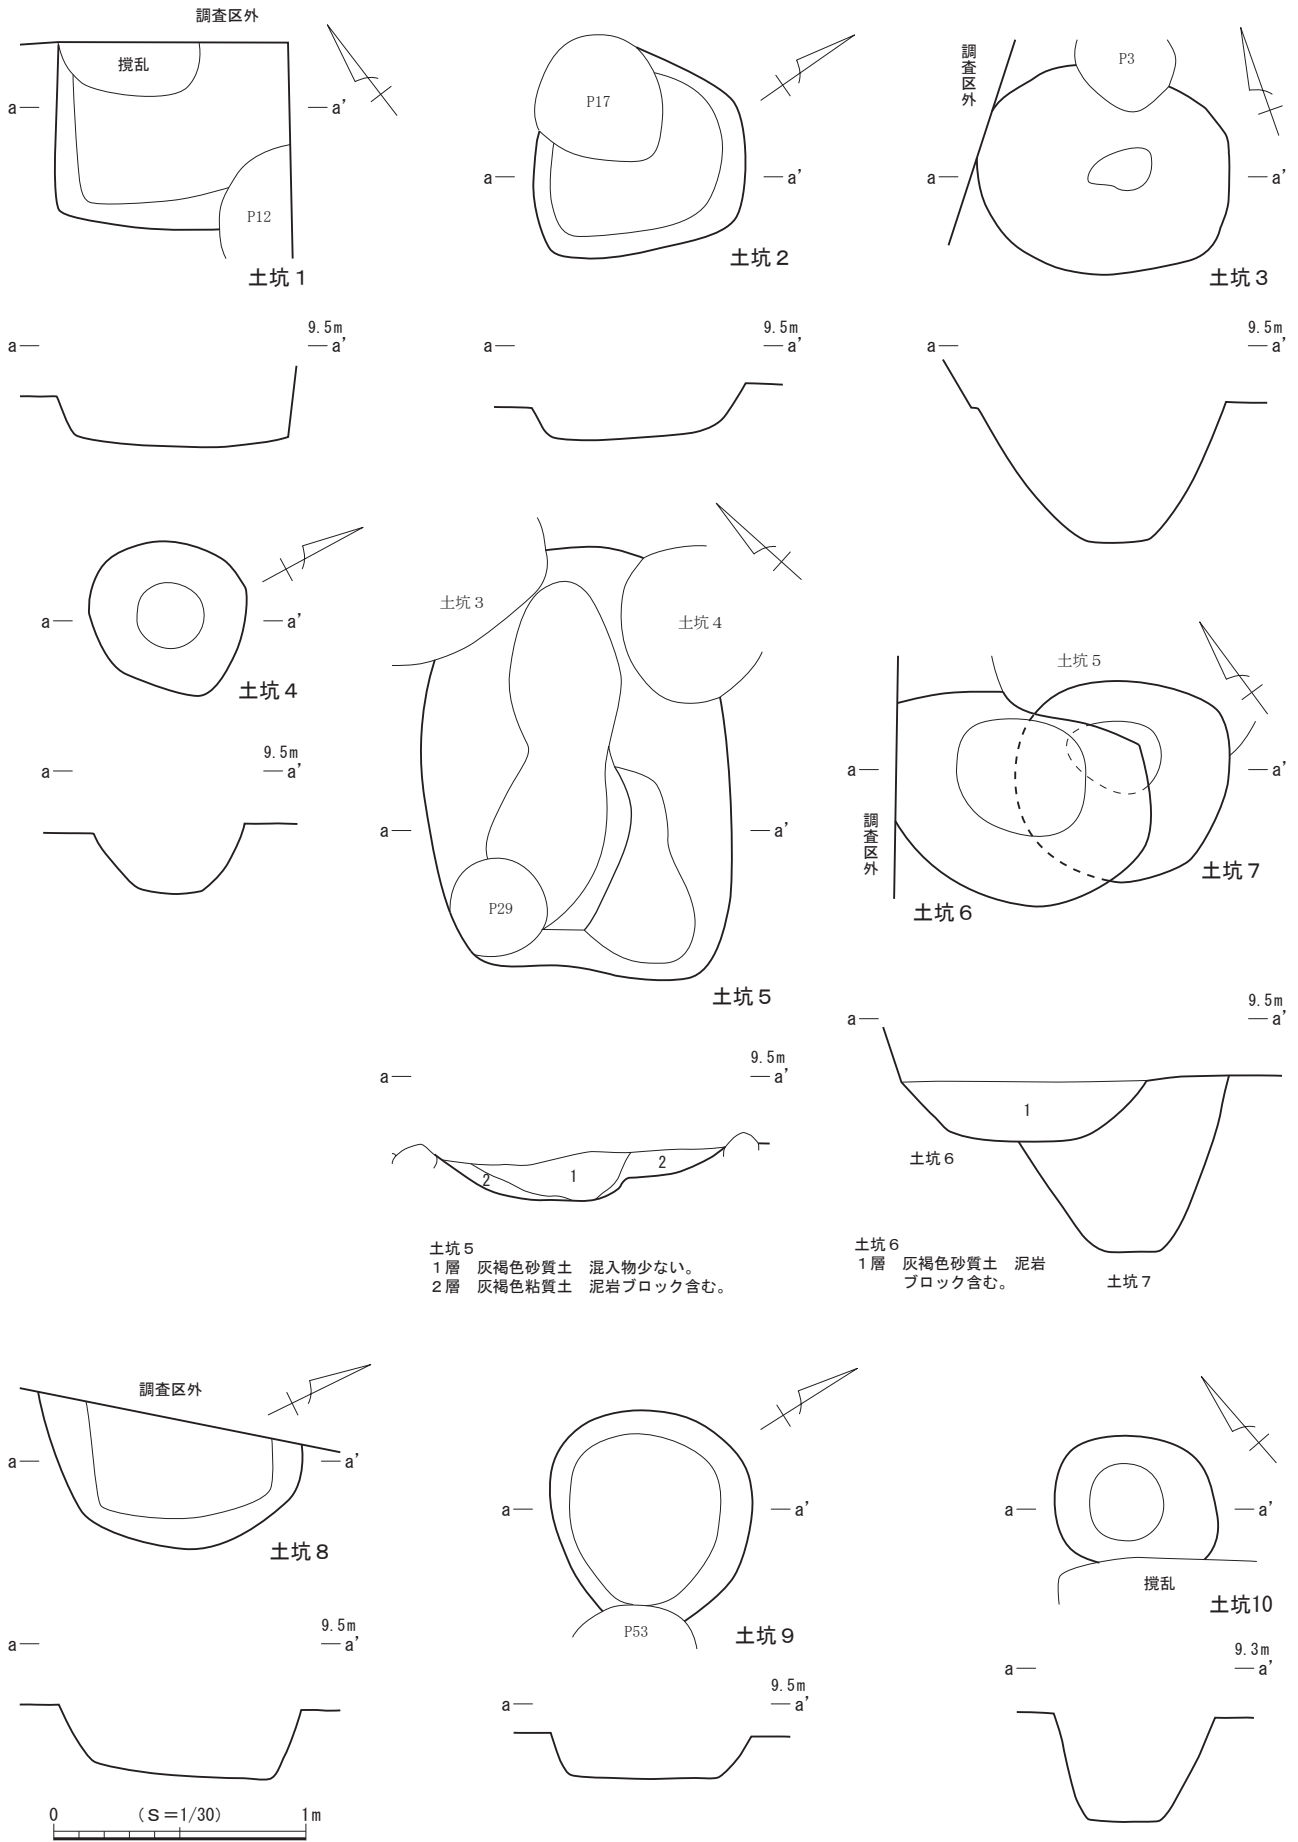 調査区外
撹乱
a a’
P12
土坑１
9.5m
a a’
P17
a a’
土坑２
9.5m
a a’
調査区外
P3
a a’
土坑３
9.5m
a a’
a a’
土坑４
9.5m
a a’
土坑３
土坑４
a a’
P29
土坑５
9.5m
a a’
2
1
2
土坑５
１層　灰褐色砂質土　混入物少ない。
２層　灰褐色粘質土　泥岩ブロック含む。
土坑５
a a’
調査区外
土坑７
土坑６
9.5m
a a’
1
土坑６
土坑６
１層　灰褐色砂質土　泥岩
ブロック含む。
土坑７
調査区外
a a’
土坑８
9.5m
a a’
a a’
P53
土坑９
9.5m
a a’
a a’
撹乱
土坑10
9.3m
a a’
0 （Ｓ＝1/30） 1m